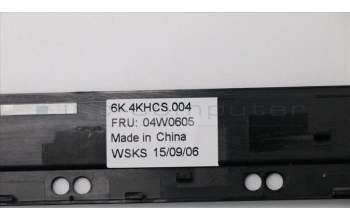 6K.4KHCS.004
FRU: 04W0605
Made in China
WSKS 15/09/06